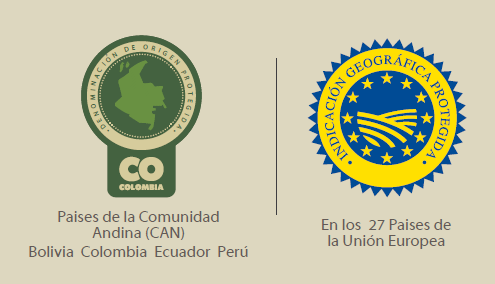 • DENOMINACIÓN DE ORIGEN PROTEGIDA •
CO
COLOMBIA
Paises de la Comunidad
Andina (CAN)
Bolivia Colombia Ecuador Perú
• INDICACIÓN GEOGRÁFICA PROTEGIDA •
En los 27 Paises de
la Unión Europea